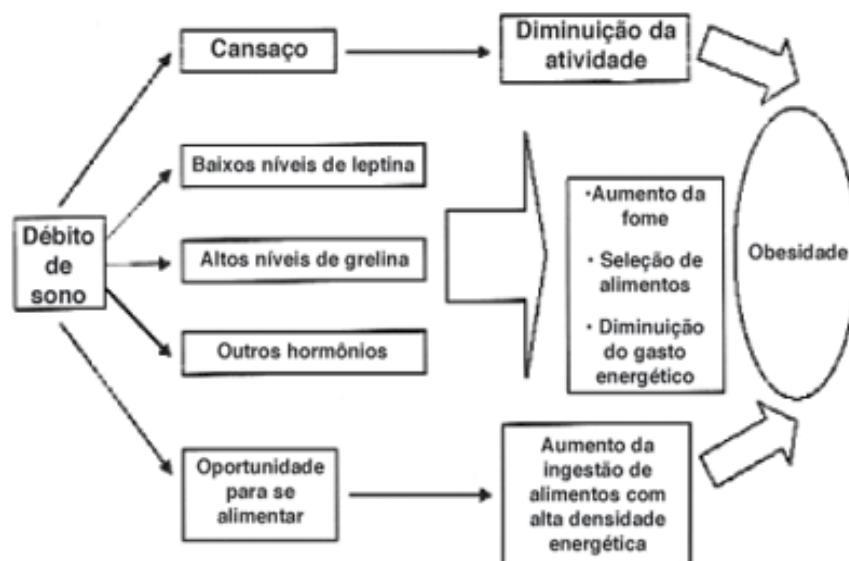 Cansaço
Diminuição da
atividade
Baixos níveis de leptina
Débito
de
sono
Altos níveis de grelina
Outros hormônios
•Aumento da
fome
• Seleção de
alimentos
• Diminuição
do gasto
energético
Obesidade
Oportunidade
para se
alimentar
Aumento da
ingestão de
alimentos com
alta densidade
energética